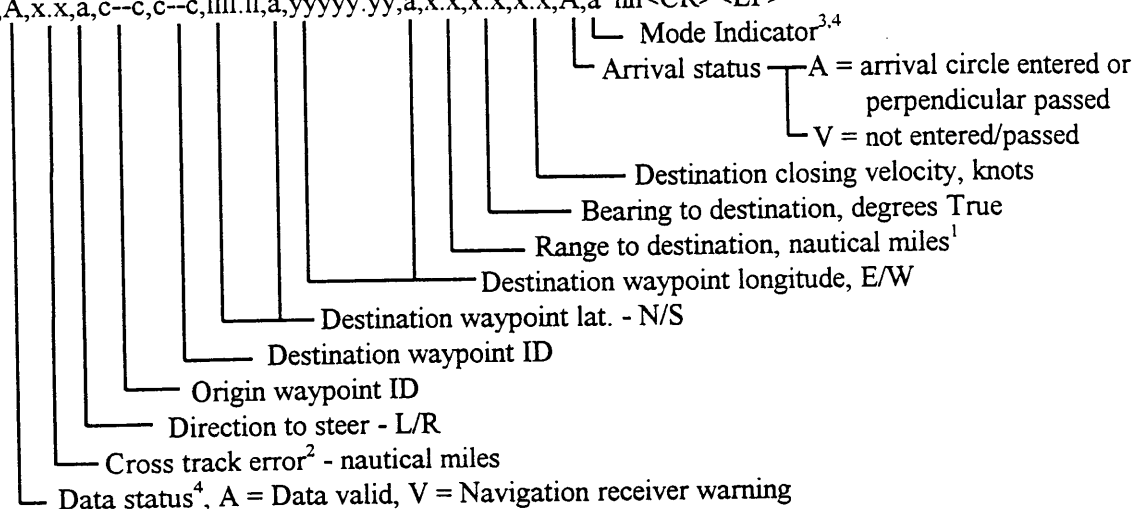 A,x.x,a,c--c,c--c,llll.ll,a,yyyyy.yy,a,x.x,x.x,x.x,A,a
Mode Indicator3,4
Arrival status A = arrival circle entered or
perpendicular passed
V = not entered/passed
Destination closing velocity, knots
Bearing to destination, degrees True
Range to destination, nautical miles1
Destination waypoint longitude, E/W
Destination waypoint lat. - N/S
Destination waypoint ID
Origin waypoint ID
Direction to steer - L/R
Cross track error2 - nautical miles
Data status4, A = Data valid, V = Navigation receiver warning